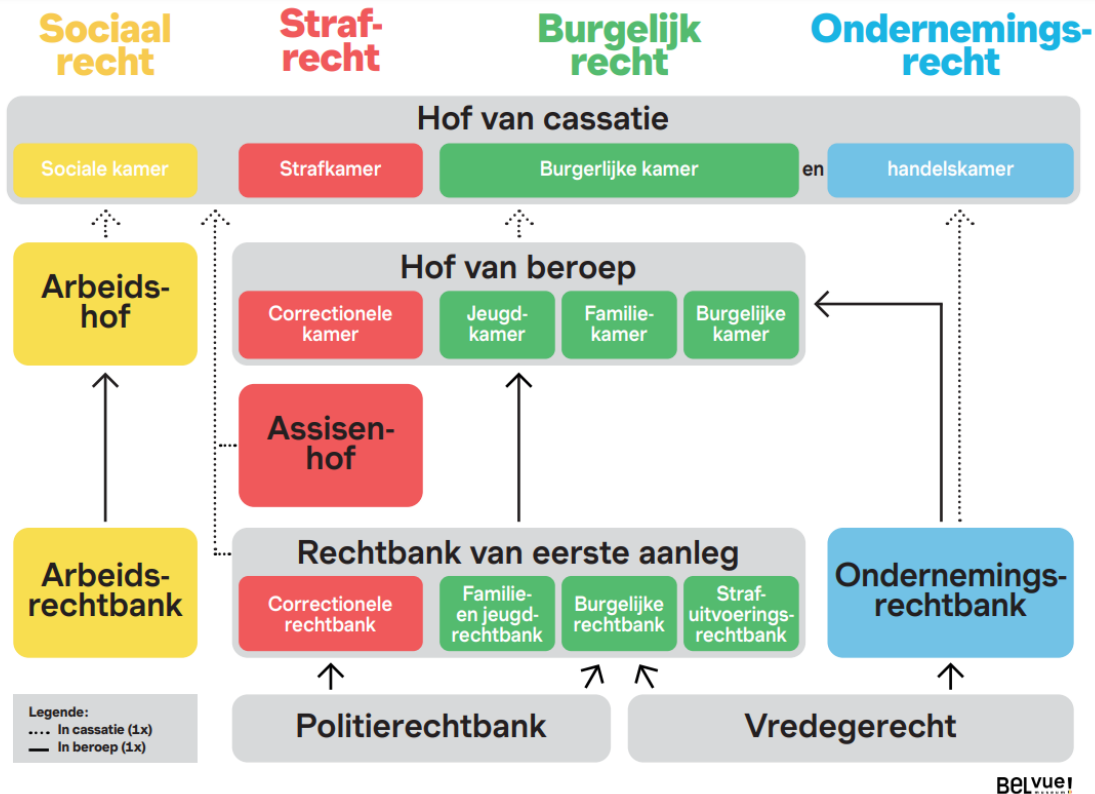 Sociaal
recht
Straf-
recht
Burgelijk
recht
Ondernemings-
recht
Hof van cassatie
Sociale kamer
Strafkamer
Burgerlijke kamer
en
handelskamer
Arbeids-
hof
Hof van beroep
Correctionele
kamer
Jeugd-
kamer
Familie-
kamer
Burgelijke
kamer
Assisen-
hof
Arbeids-
rechtbank
Rechtbank van eerste aanleg
Correctionele
rechtbank
Familie-
en jeugd-
rechtbank
Burgelijke
rechtbank
Straf-
uitvoerings-
rechtbank
Ondernemings-
rechtbank
Legende:
In cassatie (1x)
In beroep (1x)
Politierechtbank
Vredegerecht
BELvue!
museum